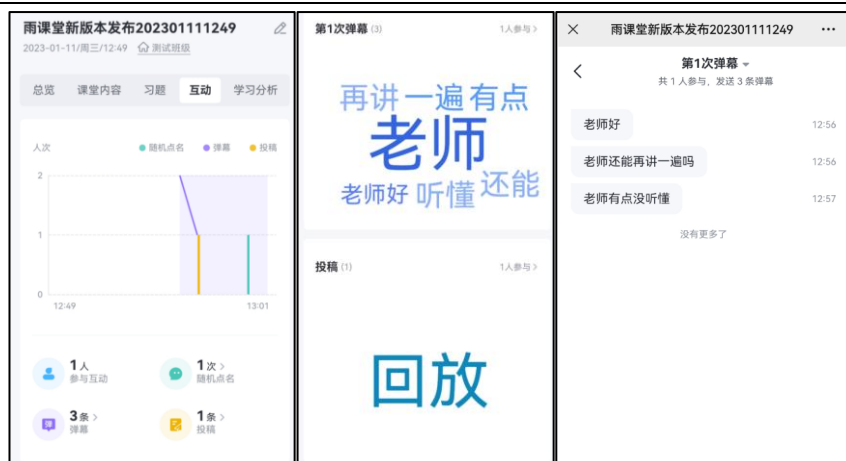 雨课堂新版本发布202301111249
2023-01-11/周三/12:49 测试班级
总览 课堂内容 习题 互动 学习分析
人次 随机点名 弹幕 投稿
2
1
0
12:49 13:01
1人
参与互动
1次 >
随机点名
3条 >
弹
弹幕
1条 >
投稿
第1次弹幕 (3) 1人参与 >
再讲 一遍 有点
老师
老师好 听懂 还能
投稿 (1) 1人参与 >
回放
雨课堂新版本发布202301111249
第1次弹幕
共 1 人参与，发送 3 条弹幕
老师好 12:56
老师还能再讲一遍吗 12:56
老师有点没听懂 12:57
没有更多了